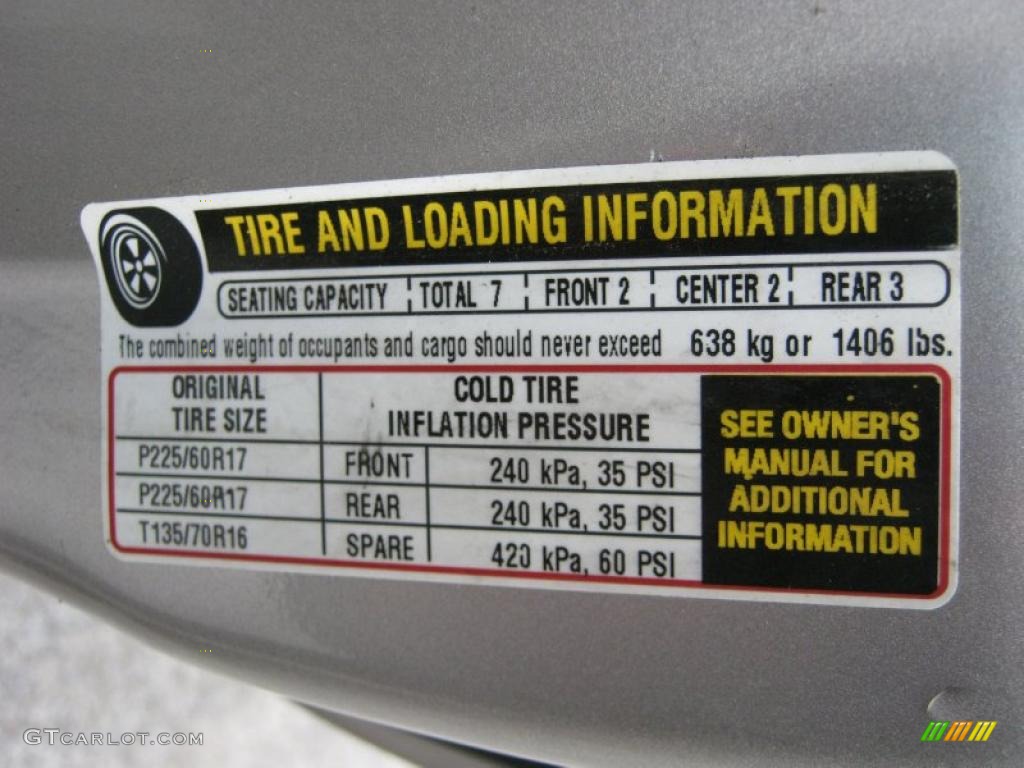 TIRE AND LOADING INFORMATION
SEATING CAPACITY TOTAL 7 FRONT 2 CENTER 2 REAR 3
The combined weight of occupants and cargo should never exceed 638 kg or 1406 lbs.
ORIGINAL TIRE SIZE
COLD TIRE INFLATION PRESSURE
P225/60R17 FRONT 240 kPa, 35 PSI
P225/60R17 REAR 240 kPa, 35 PSI
T135/70R16 SPARE 420 kPa, 60 PSI
SEE OWNER'S
MANUAL FOR
ADDITIONAL
INFORMATION
GTCARLOT.COM